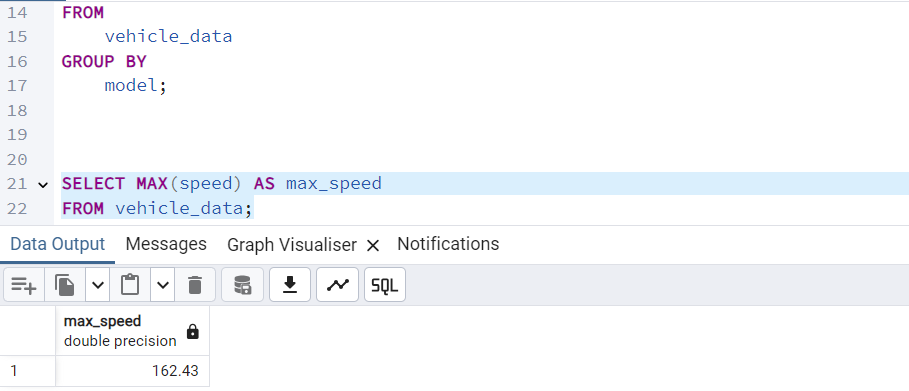 14 FROM
15 vehicle_data
16 GROUP BY
17 model;
18
19
20
21 SELECT MAX(speed) AS max_speed
22 FROM vehicle_data;
Data Output Messages Graph Visualiser × Notifications
SQL
max_speed
double precision
1 162.43